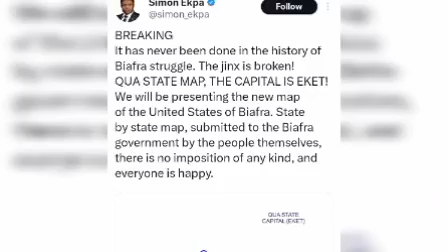 Simon Ekpa
@simon_ekpa
Follow
BREAKING
It has never been done in the history of
Biafra struggle. The jinx is broken!
QUA STATE MAP, THE CAPITAL IS EKET!
We will be presenting the new map
of the United States of Biafra. State
by state map, submitted to the Biafra
government by the people themselves,
there is no imposition of any kind, and
everyone is happy.
QUA STATE
CAPITAL (EKET)